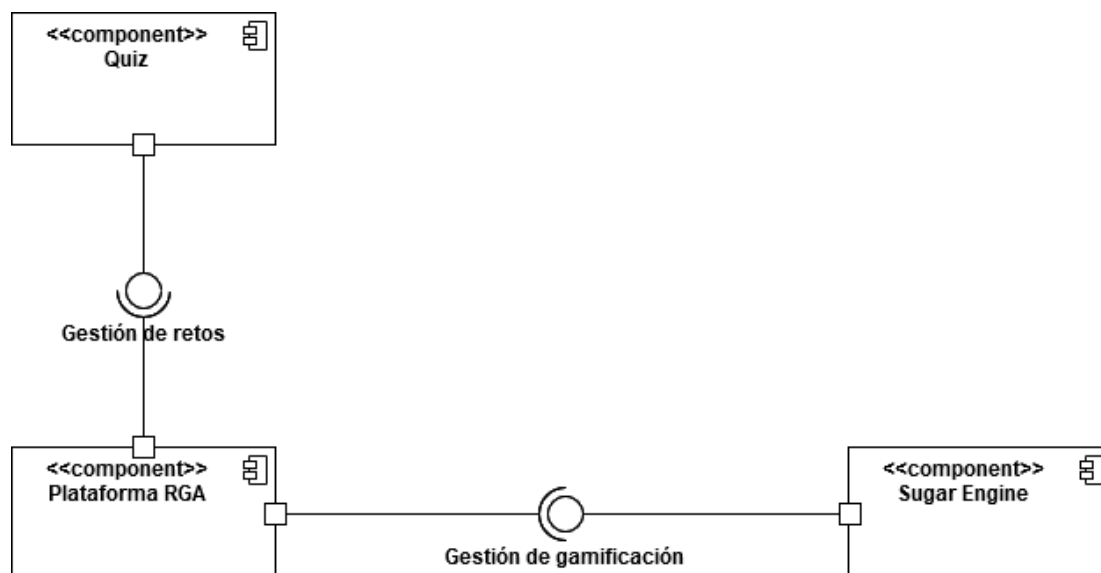 <<component>>
Quiz
Gestión de retos
<<component>>
Plataforma RGA
<<component>>
Sugar Engine
Gestión de gamificación